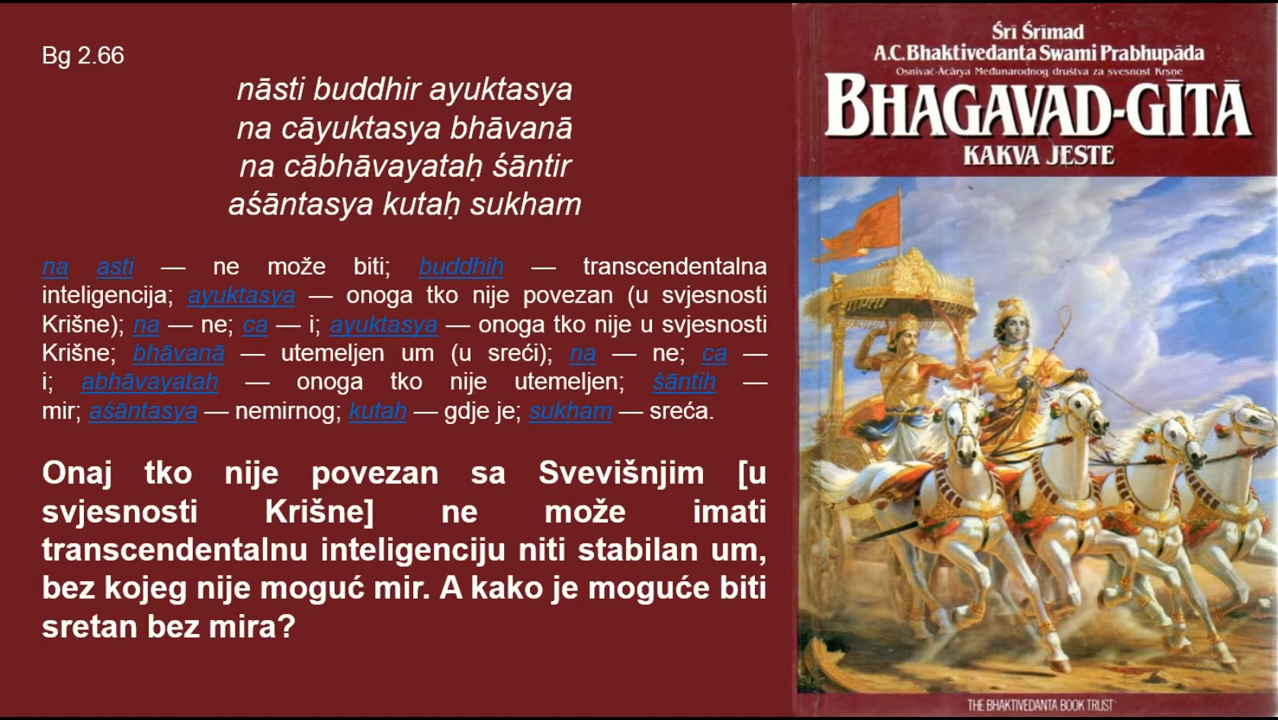 Bg 2.66
nāsti buddhir ayuktasya
na cāyuktasya bhāvanā
na cābhāvayataḥ śāntir
aśāntasya kutaḥ sukham
na asti — ne može biti; buddhih — transcendentalna
inteligencija; ayuktasya — onoga tko nije povezan (u svjesnosti
Krišne); na — ne; ca — i; ayuktasya — onoga tko nije u svjesnosti
Krišne; bhāvanā — utemeljen um (u sreći); na — ne; ca —
i; abhāvayatah — onoga tko nije utemeljen; śāntih —
mir; aśāntasya — nemirnog; kutah — gdje je; sukham — sreća.
Onaj tko nije povezan sa Svevišnjim [u
svjesnosti Krišne] ne može imati
transcendentalnu inteligenciju niti stabilan um,
bez kojeg nije moguć mir. A kako je moguće biti
sretan bez mira?
Śrī Śrīmad
A.C.Bhaktivedanta Swami Prabhupāda
Osnivač-Ācārya Međunarodnog društva za svesnost Kṛṣṇe
BHAGAVAD-GĪTĀ
KAKVA JESTE
THE BHAKTIVEDANTA BOOK TRUST